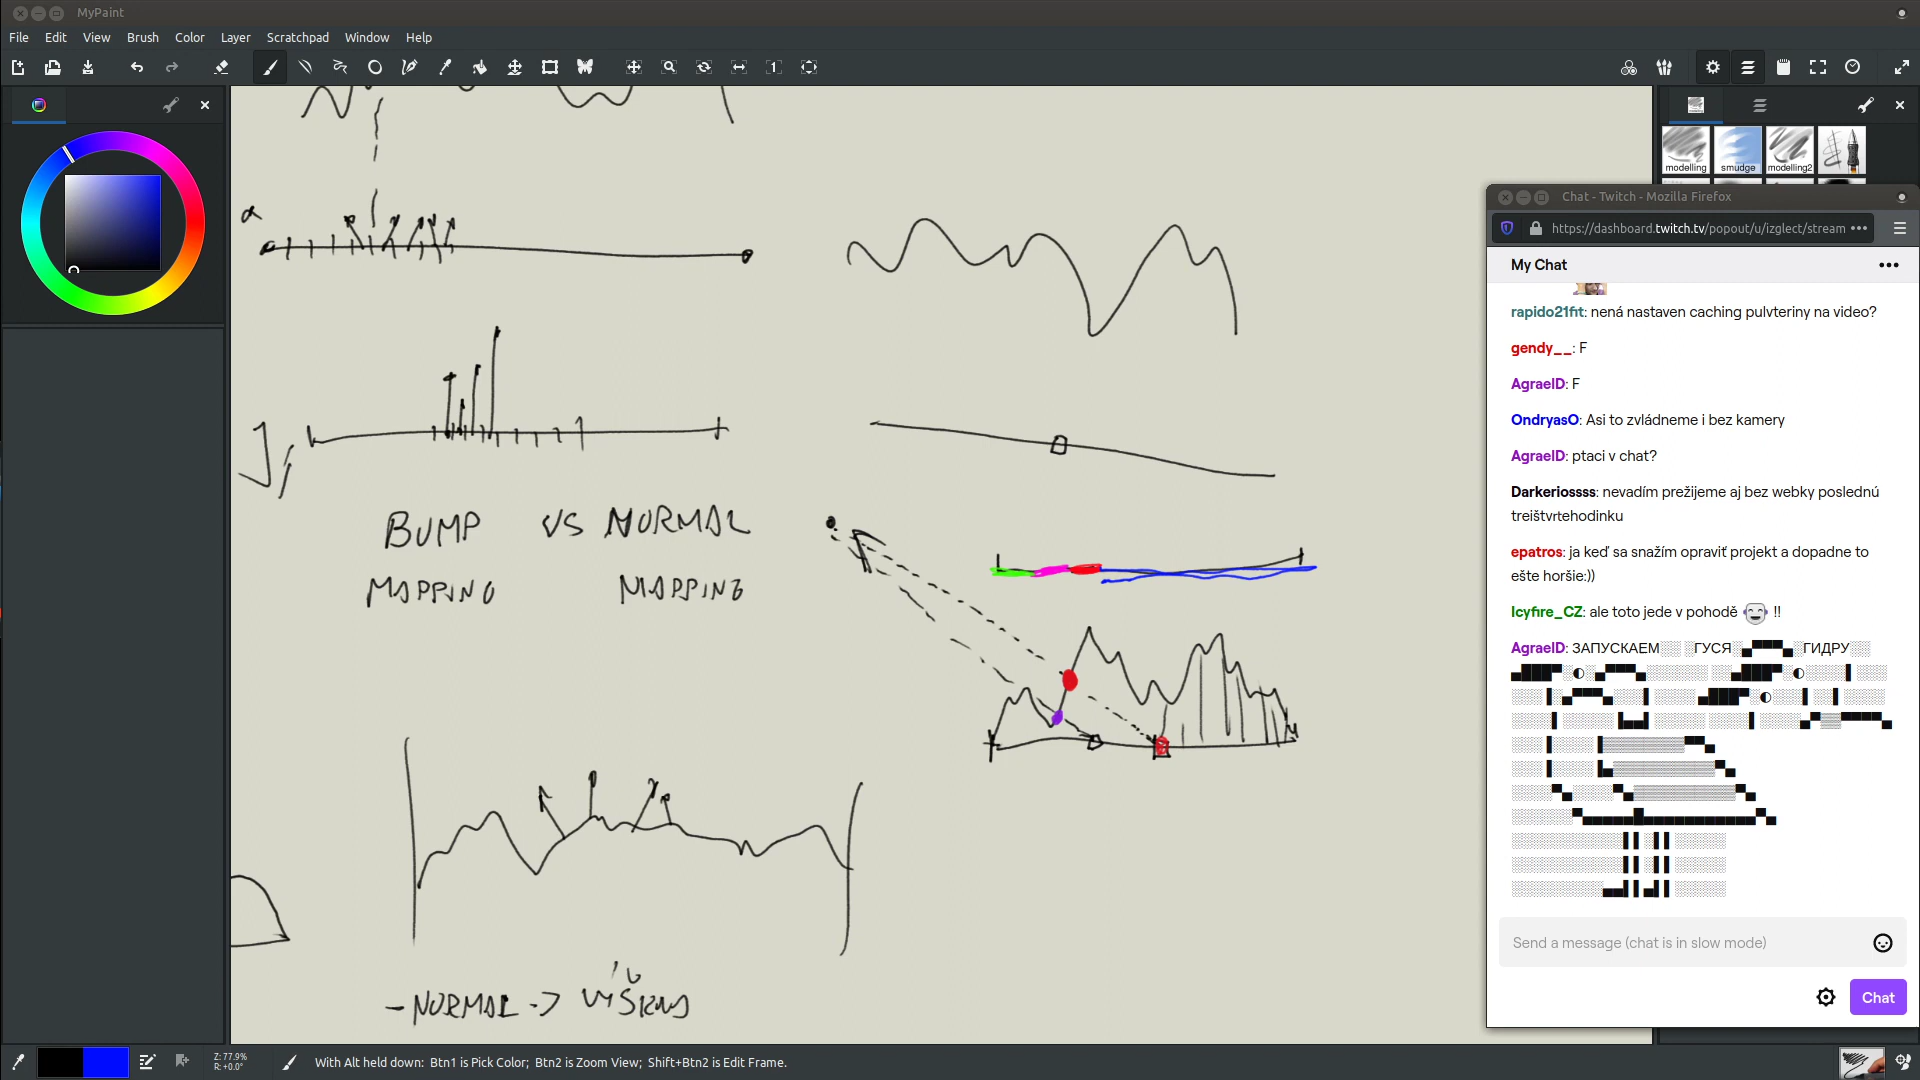 MyPaint
File Edit View Brush Color Layer Scratchpad Window Help
modelling smudge modelling2
Chat - Twitch - Mozilla Firefox
https://dashboard.twitch.tv/popout/u/izglect/stream
My Chat
rapido21fit: nená nastaven caching pulvteriny na video?
gendy__: F
AgraelD: F
OndryasO: Asi to zvládneme i bez kamery
AgraelD: ptaci v chat?
Darkeriossss: nevadím prežijeme aj bez webky poslednú
treištvrtehodinku
epatros: ja keď sa snažím opraviť projekt a dopadne to
ešte horšie:))
Icyfire_CZ: ale toto jede v pohodě !!
AgraelD: ЗАПУСКАЕМ ГУСЯ ГИДРУ
Send a message (chat is in slow mode)
Chat
α
BUMP VS NORMAL
MAPPING MAPPING
- NORMAL -> VÝŠKNY
Z: 77.9%
R: +0.0°
With Alt held down: Btn1 is Pick Color; Btn2 is Zoom View; Shift+Btn2 is Edit Frame.